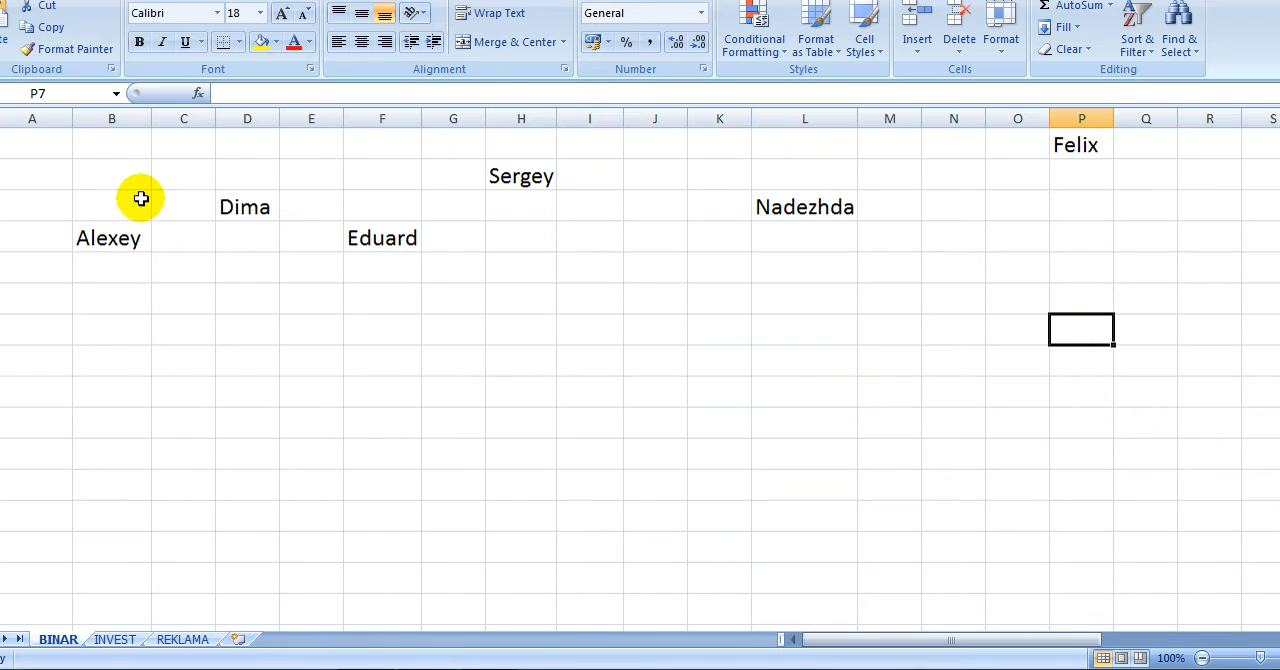 Cut
Copy
Format Painter
Clipboard
Calibri
18
A A
B I U
A
Font
Wrap Text
Merge & Center
Alignment
General
% ,
Number
Conditional
Formatting
Format
as Table
Cell
Styles
Styles
Insert
Delete
Format
Cells
Σ AutoSum
Fill
Clear
Sort &
Filter
Find &
Select
Editing
P7
fx
A B C D E F G H I J K L M N O P Q R S
Felix
Sergey
Dima
Nadezhda
Alexey
Eduard
BINAR
INVEST
REKLAMA
100%